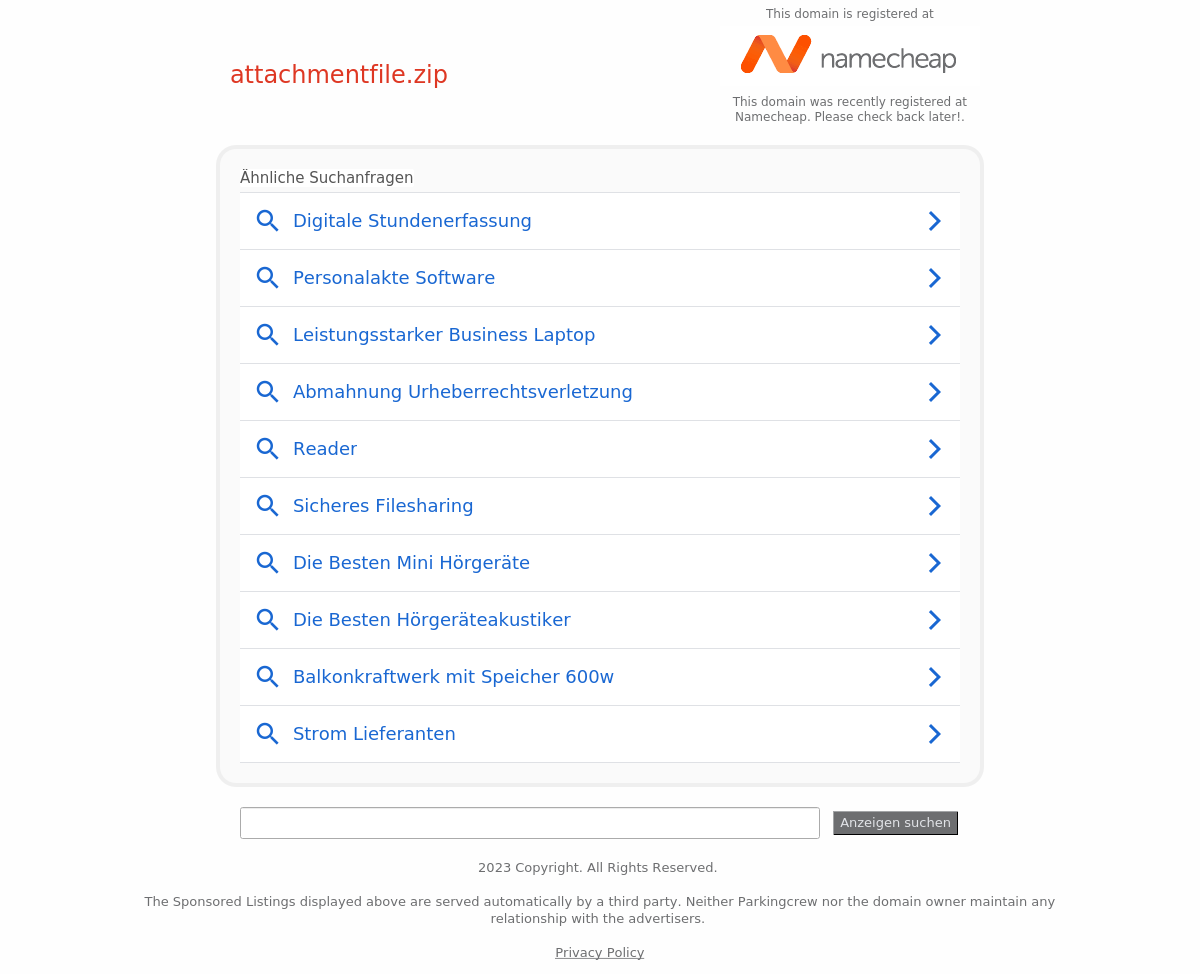 This domain is registered at
namecheap
attachmentfile.zip
This domain was recently registered at
Namecheap. Please check back later!.
Ähnliche Suchanfragen
Digitale Stundenerfassung
Personalakte Software
Leistungsstarker Business Laptop
Abmahnung Urheberrechtsverletzung
Reader
Sicheres Filesharing
Die Besten Mini Hörgeräte
Die Besten Hörgeräteakustiker
Balkonkraftwerk mit Speicher 600w
Strom Lieferanten
Anzeigen suchen
2023 Copyright. All Rights Reserved.
The Sponsored Listings displayed above are served automatically by a third party. Neither Parkingcrew nor the domain owner maintain any
relationship with the advertisers.
Privacy Policy